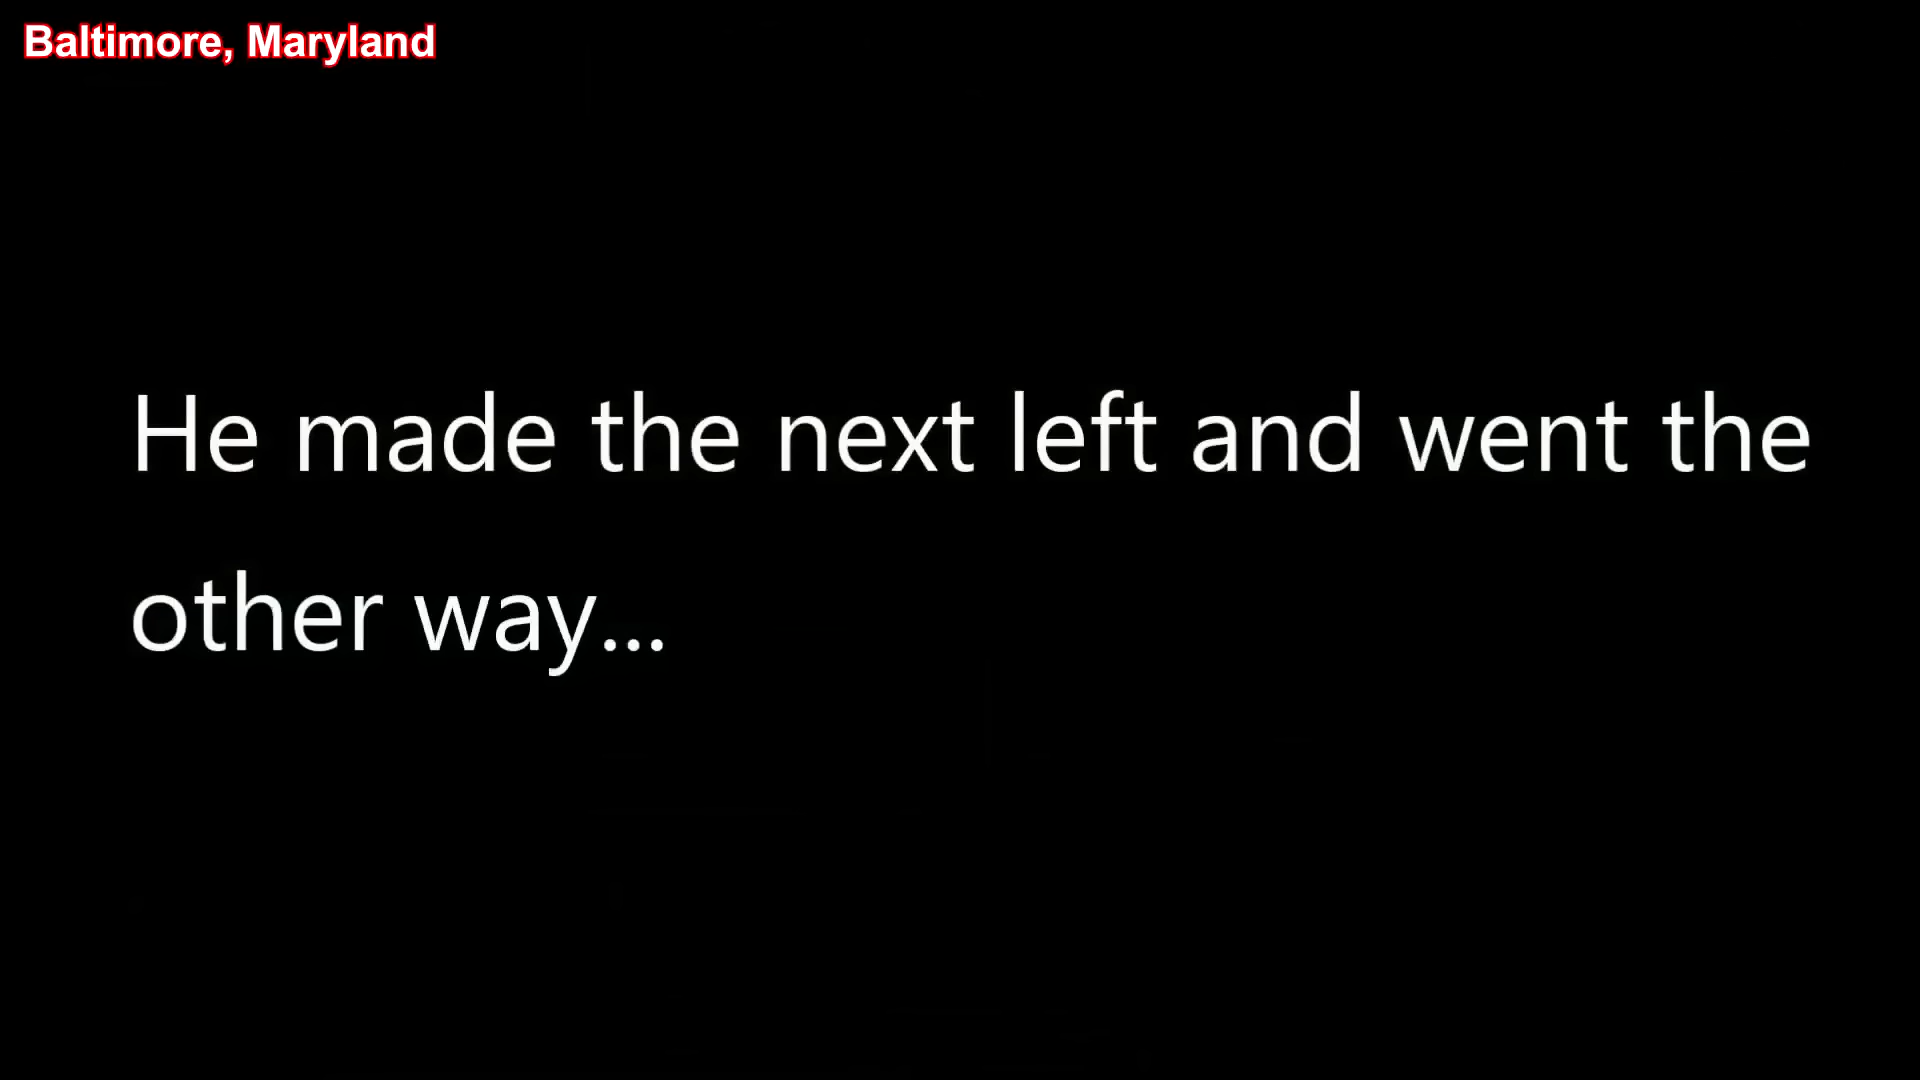 Baltimore, Maryland
He made the next left and went the
other way...